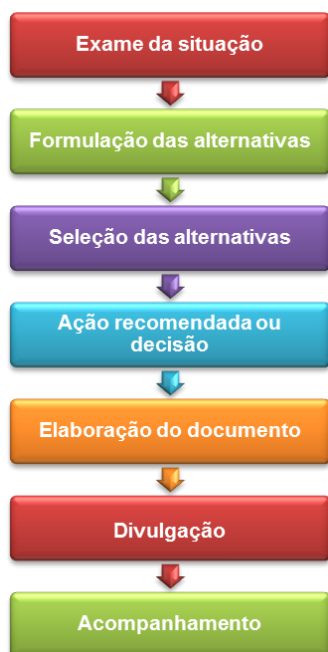 Exame da situação
Formulação das alternativas
Seleção das alternativas
Ação recomendada ou
decisão
Elaboração do documento
Divulgação
Acompanhamento